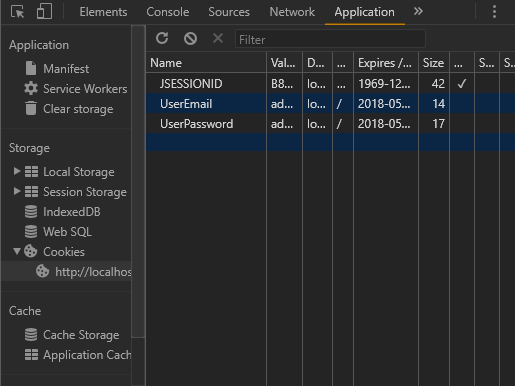 Elements Console Sources Network Application
Application
Manifest
Service Workers
Clear storage
Storage
Local Storage
Session Storage
IndexedDB
Web SQL
Cookies
http://localhos
Cache
Cache Storage
Application Cach
Filter
Name Val... D... ... Expires /... Size ... S... S
JSESSIONID B8... lo... ... 1969-12... 42 ✓
UserEmail ad... lo... / 2018-05... 14
UserPassword ad... lo... / 2018-05... 17